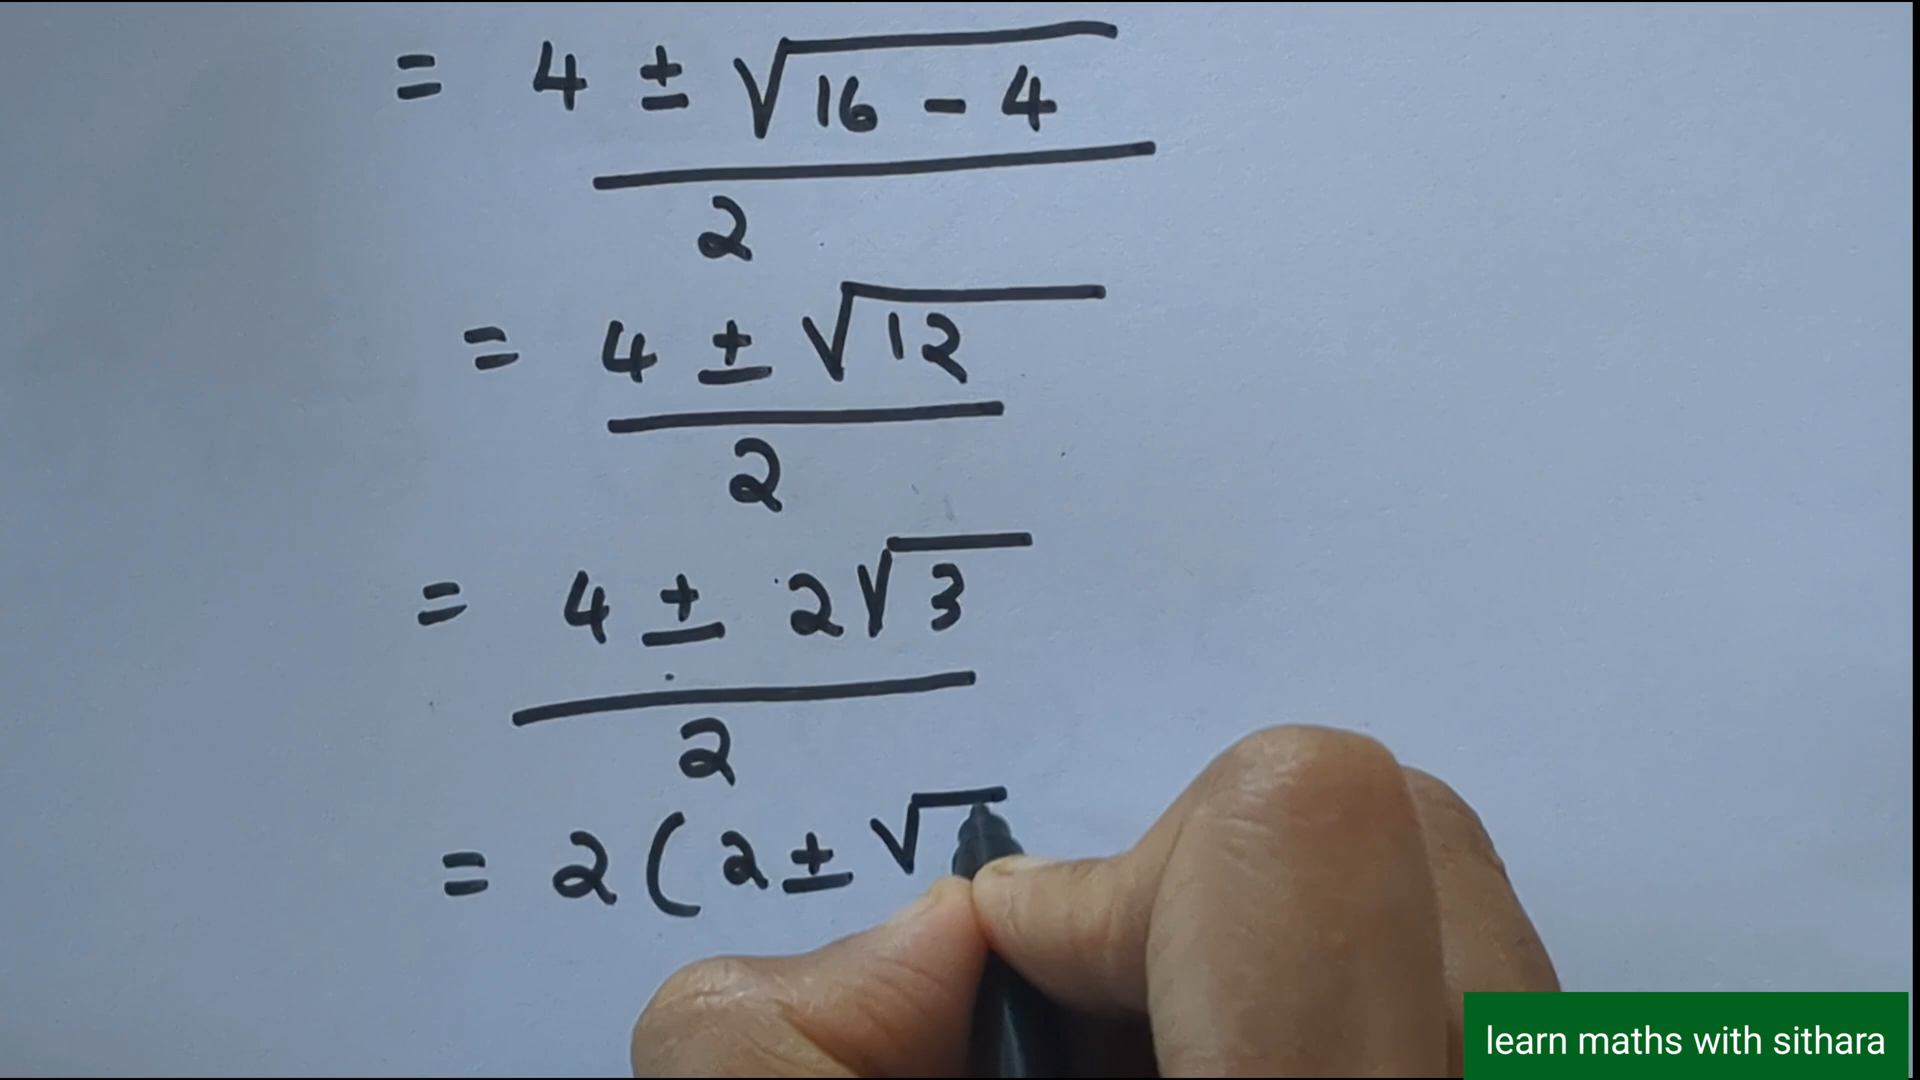 = 4 ± √16 - 4
2
= 4 ± √12
2
= 4 ± 2√3
2
= 2 ( 2 ± √
learn maths with sithara